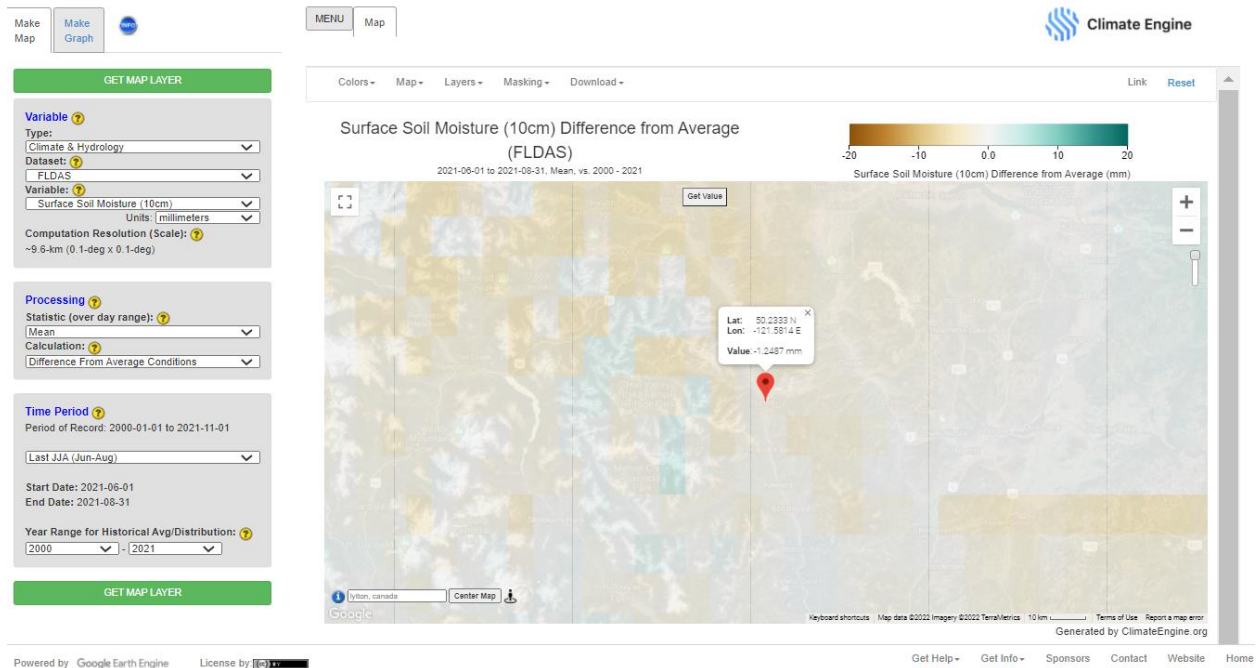 Make
Map
Make
Graph
INFO
MENU
Map
Climate Engine
GET MAP LAYER
Variable ?
Type:
Climate & Hydrology
Dataset: ?
FLDAS
Variable: ?
Surface Soil Moisture (10cm)
Units: millimeters
Computation Resolution (Scale): ?
~9.6-km (0.1-deg x 0.1-deg)
Processing ?
Statistic (over day range): ?
Mean
Calculation: ?
Difference From Average Conditions
Time Period ?
Period of Record: 2000-01-01 to 2021-11-01
Last JJA (Jun-Aug)
Start Date: 2021-06-01
End Date: 2021-08-31
Year Range for Historical Avg/Distribution: ?
2000 - 2021
GET MAP LAYER
Colors Map Layers Masking Download Link Reset
Surface Soil Moisture (10cm) Difference from Average
(FLDAS)
2021-06-01 to 2021-08-31, Mean, vs. 2000 - 2021
-20 -10 0.0 10 20
Surface Soil Moisture (10cm) Difference from Average (mm)
Get Value
+
−
Lat: 50.2333 N
Lon: -121.5814 E
Value:-1.2487 mm
×
lytton, canada
Center Map
Google
Keyboard shortcuts Map data ©2022 Imagery ©2022 TerraMetrics 10 km Terms of Use Report a map error
Generated by ClimateEngine.org
Powered by Google Earth Engine License by:
Get Help Get Info Sponsors Contact Website Home